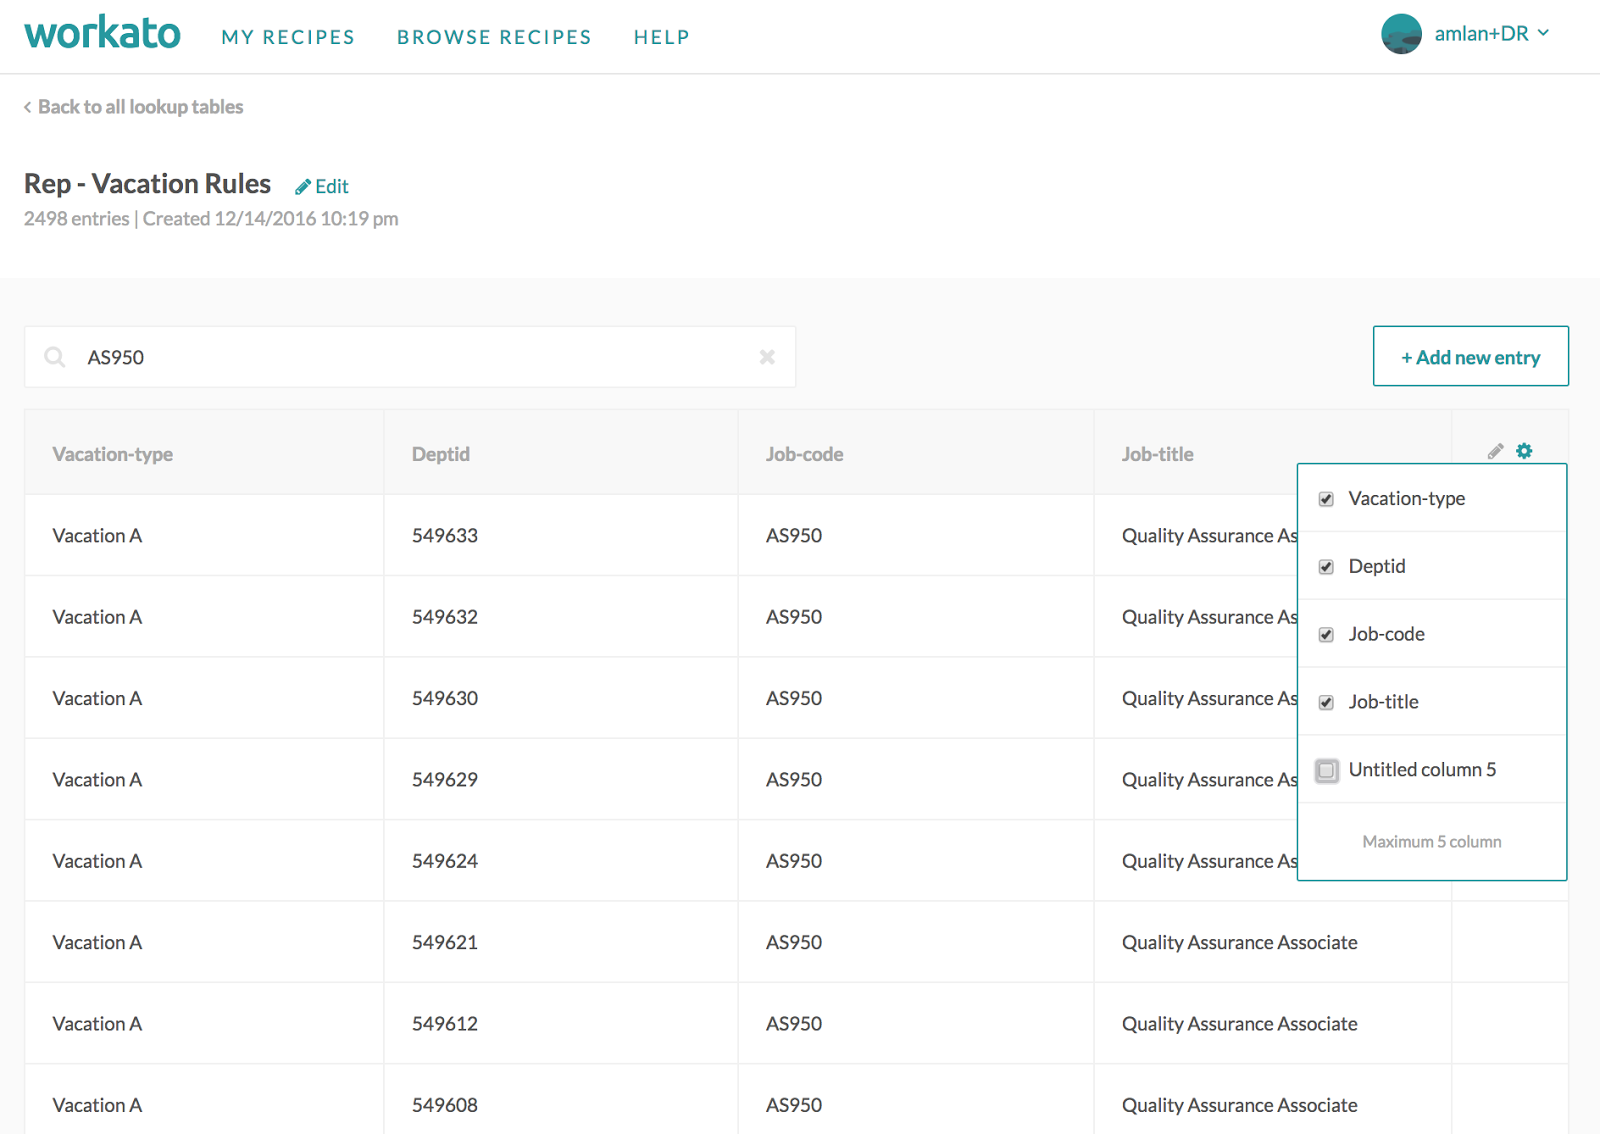 workato MY RECIPES BROWSE RECIPES HELP amlan+DR
Back to all lookup tables
Rep - Vacation Rules Edit
2498 entries | Created 12/14/2016 10:19 pm
AS950
+ Add new entry
Vacation-type Deptid Job-code Job-title
Vacation A 549633 AS950 Quality Assurance As
Vacation A 549632 AS950 Quality Assurance As
Vacation A 549630 AS950 Quality Assurance As
Vacation A 549629 AS950 Quality Assurance As
Vacation A 549624 AS950 Quality Assurance As
Vacation A 549621 AS950 Quality Assurance Associate
Vacation A 549612 AS950 Quality Assurance Associate
Vacation A 549608 AS950 Quality Assurance Associate
Vacation-type
Deptid
Job-code
Job-title
Untitled column 5
Maximum 5 column